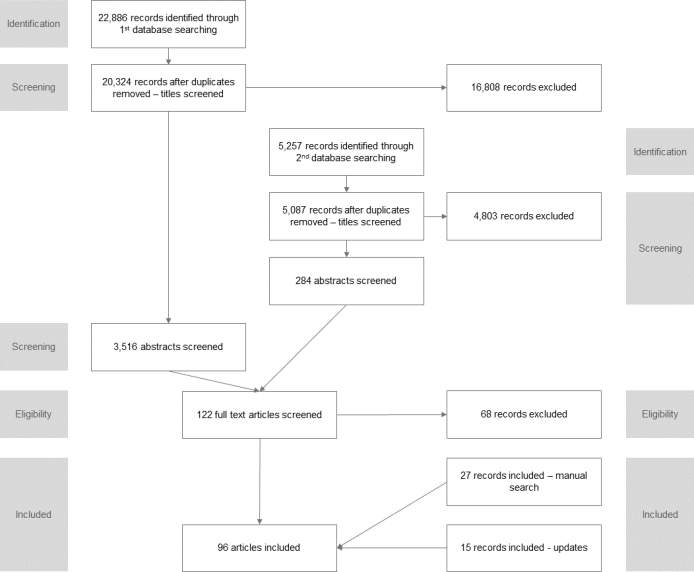 Identification
22,886 records identified through
1st database searching
Screening
20,324 records after duplicates
removed – titles screened
16,808 records excluded
5,257 records identified through
2nd database searching
Identification
5,087 records after duplicates
removed – titles screened
4,803 records excluded
Screening
284 abstracts screened
Screening
3,516 abstracts screened
Eligibility
122 full text articles screened
68 records excluded
Eligibility
27 records included – manual
search
Included
Included
96 articles included
15 records included - updates